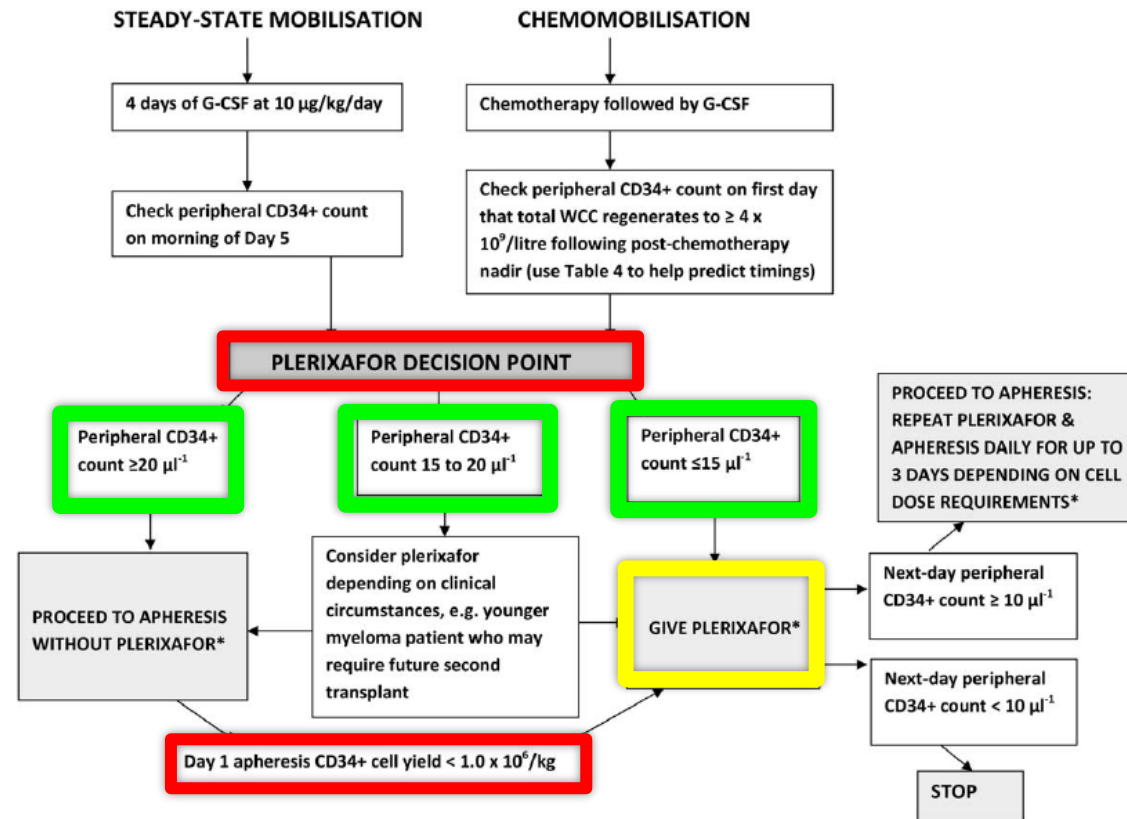 STEADY-STATE MOBILISATION
CHEMOMOBILISATION
4 days of G-CSF at 10 µg/kg/day
Chemotherapy followed by G-CSF
Check peripheral CD34+ count
on morning of Day 5
Check peripheral CD34+ count on first day
that total WCC regenerates to ≥ 4 x
10⁹/litre following post-chemotherapy
nadir (use Table 4 to help predict timings)
PLERIXAFOR DECISION POINT
Peripheral CD34+
count ≥20 µl⁻¹
Peripheral CD34+
count 15 to 20 µl⁻¹
Peripheral CD34+
count ≤15 µl⁻¹
PROCEED TO APHERESIS:
REPEAT PLERIXAFOR &
APHERESIS DAILY FOR UP TO
3 DAYS DEPENDING ON CELL
DOSE REQUIREMENTS*
PROCEED TO APHERESIS
WITHOUT PLERIXAFOR*
Consider plerixafor
depending on clinical
circumstances, e.g. younger
myeloma patient who may
require future second
transplant
GIVE PLERIXAFOR*
Next-day peripheral
CD34+ count ≥ 10 µl⁻¹
Next-day peripheral
CD34+ count < 10 µl⁻¹
Day 1 apheresis CD34+ cell yield < 1.0 x 10⁶/kg
STOP